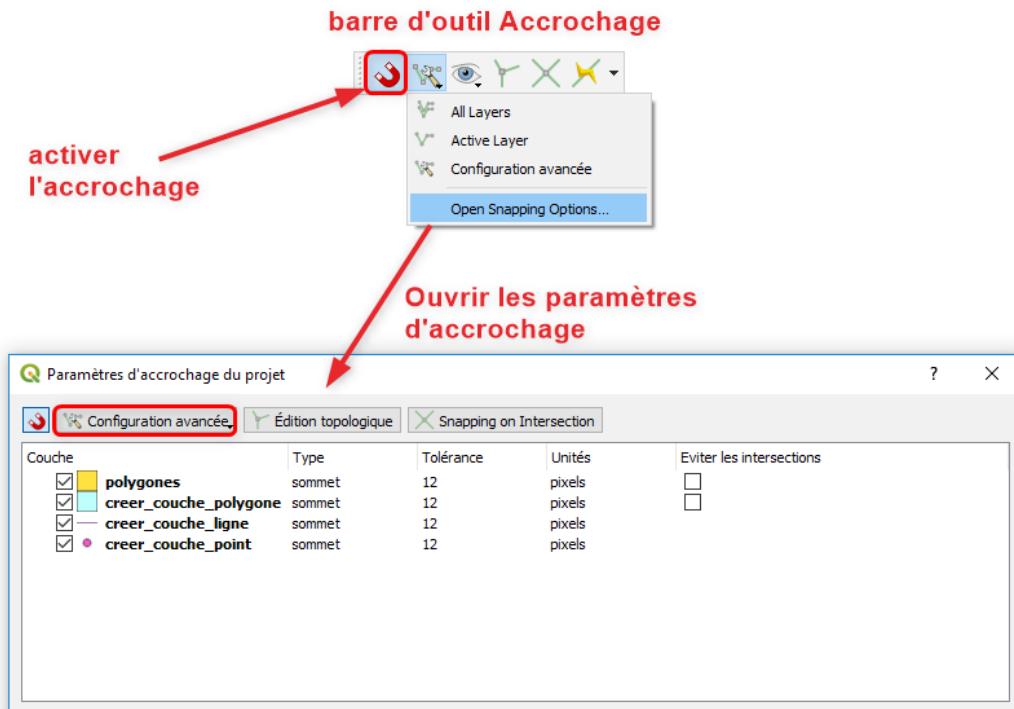 barre d'outil Accrochage
All Layers
Active Layer
Configuration avancée
Open Snapping Options...
activer
l'accrochage
Ouvrir les paramètres
d'accrochage
Paramètres d'accrochage du projet
?
Configuration avancée
Édition topologique
Snapping on Intersection
Couche Type Tolérance Unités Eviter les intersections
polygones sommet 12 pixels
creer_couche_polygone sommet 12 pixels
creer_couche_ligne sommet 12 pixels
creer_couche_point sommet 12 pixels